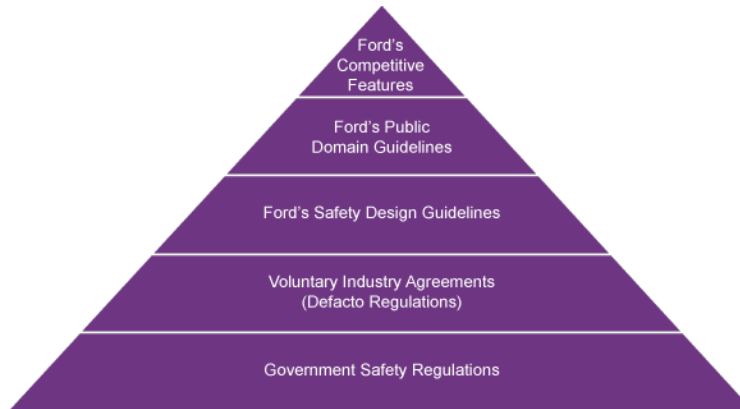 Ford's
Competitive
Features
Ford's Public
Domain Guidelines
Ford's Safety Design Guidelines
Voluntary Industry Agreements
(Defacto Regulations)
Government Safety Regulations